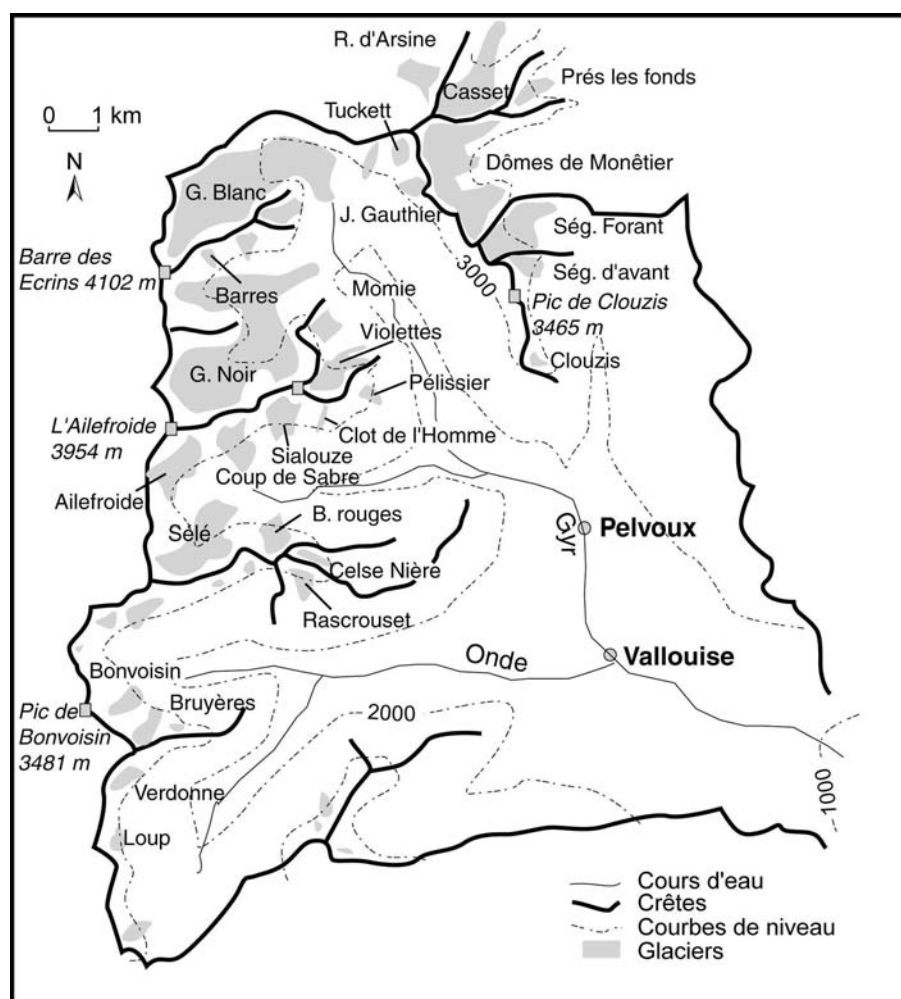 R. d'Arsine
Prés les fonds
Casset
Tuckett
0 1 km
N
Dômes de Monêtier
G. Blanc
J. Gauthier
Ség. Forant
Barre des
Ecrins 4102 m
3000
Ség. d'avant
Barres
Momie
Pic de Clouzis
3465 m
Violettes
Clouzis
G. Noir
Pélissier
L'Ailefroide
3954 m
Clot de l'Homme
Sialouze
Coup de Sabre
Ailefroide
B. rouges
Gyr
Pelvoux
Sélé
Celse Nière
Rascrouset
Onde
Vallouise
Bonvoisin
Bruyères
Pic de
Bonvoisin
3481 m
2000
1000
Verdonne
Loup
Cours d'eau
Crêtes
Courbes de niveau
Glaciers